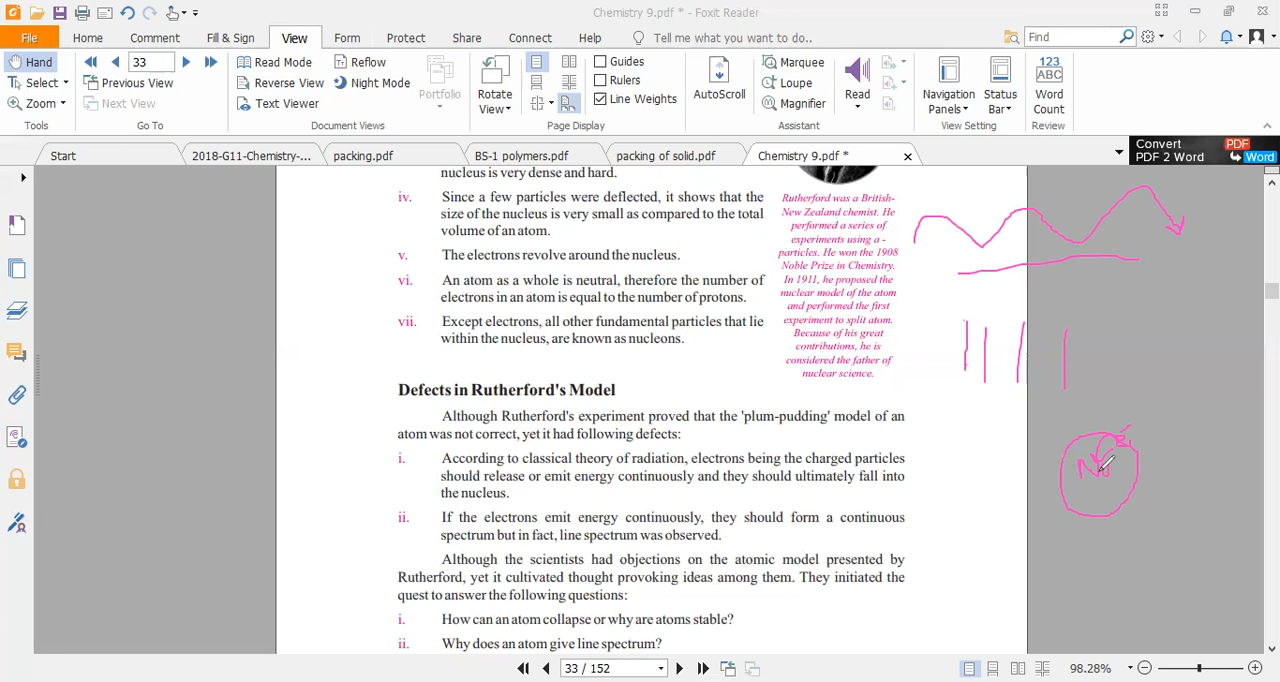 Chemistry 9.pdf * - Foxit Reader
File Home Comment Fill & Sign View Form Protect Share Connect Help Tell me what you want to do.. Find
Hand 33 Read Mode Reflow Guides Marquee
Select Previous View Reverse View Night Mode Rulers Loupe
Zoom Next View Text Viewer Portfolio Rotate View Line Weights AutoScroll Magnifier Read Navigation Panels Status Bar 123 ABC Word Count
Tools Go To Document Views Page Display Assistant View Setting Review
Start 2018-G11-Chemistry-... packing.pdf BS-1 polymers.pdf packing of solid.pdf Chemistry 9.pdf * Convert PDF
PDF 2 Word Word
nucleus is very dense and hard.
iv. Since a few particles were deflected, it shows that the
size of the nucleus is very small as compared to the total
volume of an atom.
v. The electrons revolve around the nucleus.
vi. An atom as a whole is neutral, therefore the number of
electrons in an atom is equal to the number of protons.
vii. Except electrons, all other fundamental particles that lie
within the nucleus, are known as nucleons.
Rutherford was a British-
New Zealand chemist. He
performed a series of
experiments using α -
particles. He won the 1908
Noble Prize in Chemistry.
In 1911, he proposed the
nuclear model of the atom
and performed the first
experiment to split atom.
Because of his great
contributions, he is
considered the father of
nuclear science.
Defects in Rutherford's Model
Although Rutherford's experiment proved that the 'plum-pudding' model of an
atom was not correct, yet it had following defects:
i. According to classical theory of radiation, electrons being the charged particles
should release or emit energy continuously and they should ultimately fall into
the nucleus.
ii. If the electrons emit energy continuously, they should form a continuous
spectrum but in fact, line spectrum was observed.
Although the scientists had objections on the atomic model presented by
Rutherford, yet it cultivated thought provoking ideas among them. They initiated the
quest to answer the following questions:
i. How can an atom collapse or why are atoms stable?
ii. Why does an atom give line spectrum?
33 / 152 98.28%